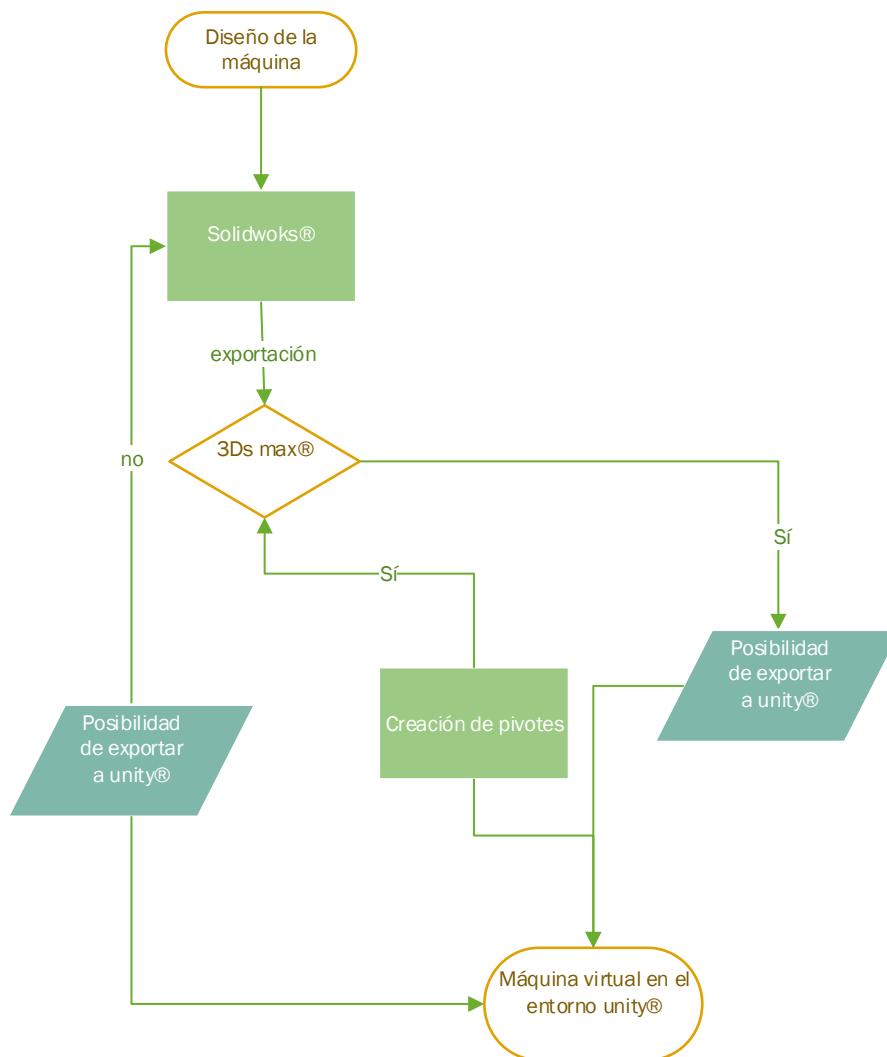 Diseño de la
máquina
Solidwoks®
exportación
3Ds max®
no
Sí
Sí
Posibilidad
de exportar
a unity®
Creación de pivotes
Posibilidad
de exportar
a unity®
Máquina virtual en el
entorno unity®